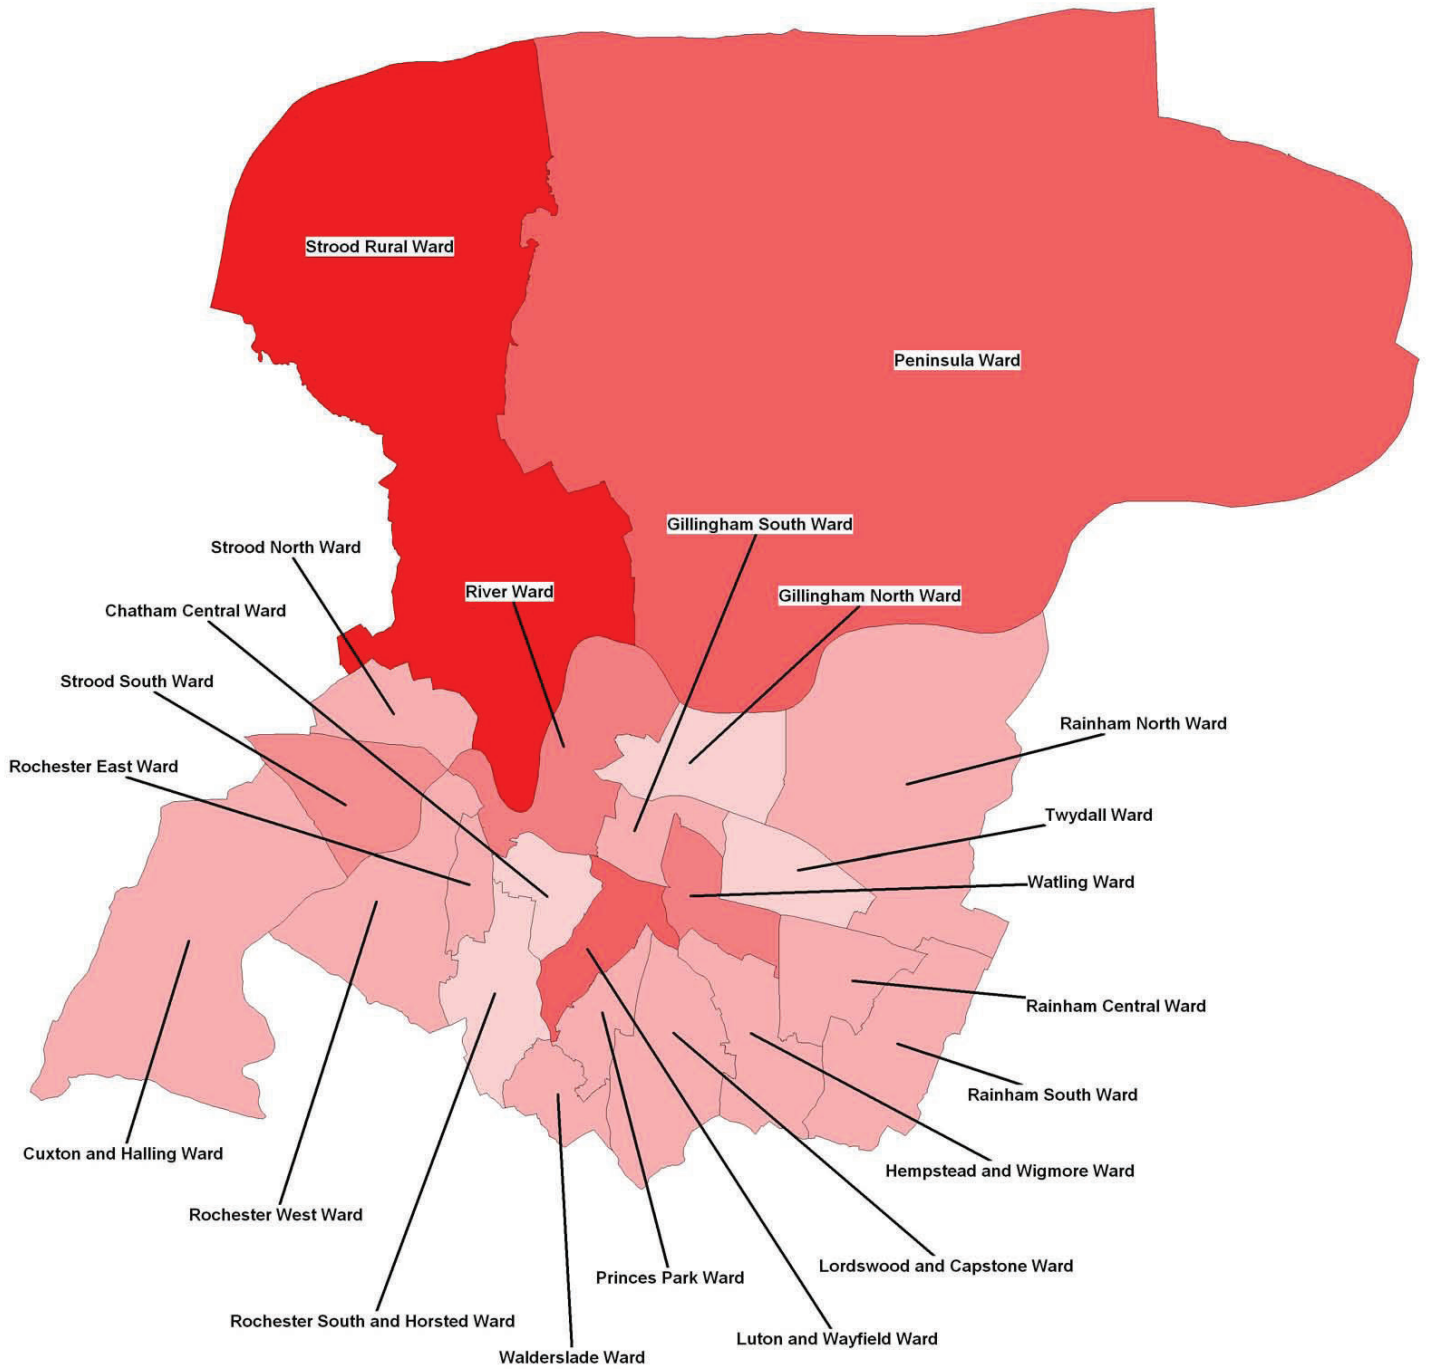 Strood Rural Ward
Peninsula Ward
Gillingham South Ward
Strood North Ward
River Ward
Gillingham North Ward
Chatham Central Ward
Strood South Ward
Rainham North Ward
Rochester East Ward
Twydall Ward
Watling Ward
Rainham Central Ward
Rainham South Ward
Cuxton and Halling Ward
Hempstead and Wigmore Ward
Rochester West Ward
Lordswood and Capstone Ward
Princes Park Ward
Rochester South and Horsted Ward
Luton and Wayfield Ward
Walderslade Ward